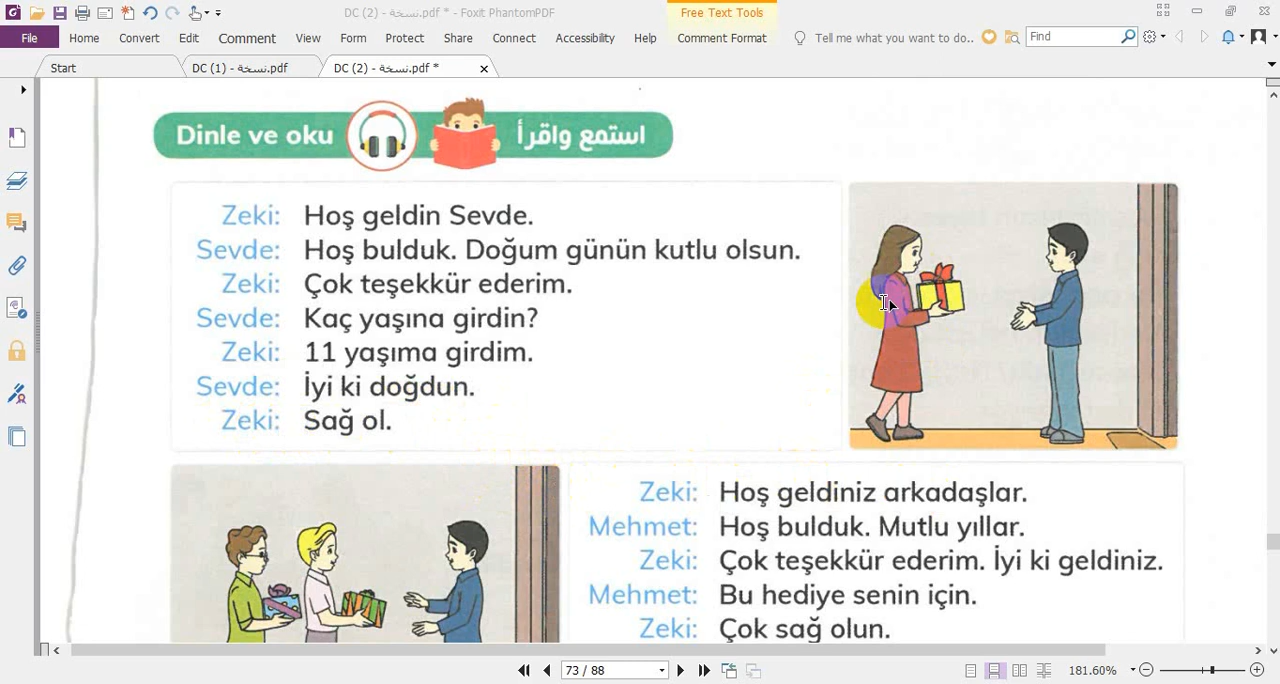 DC (2) - نسخة.pdf * - Foxit PhantomPDF
Free Text Tools
File Home Convert Edit Comment View Form Protect Share Connect Accessibility Help Comment Format Tell me what you want to do.. Find
Start DC (1) - نسخة.pdf DC (2) - نسخة.pdf *
Dinle ve oku استمع واقرأ
Zeki: Hoş geldin Sevde.
Sevde: Hoş bulduk. Doğum günün kutlu olsun.
Zeki: Çok teşekkür ederim.
Sevde: Kaç yaşına girdin?
Zeki: 11 yaşıma girdim.
Sevde: İyi ki doğdun.
Zeki: Sağ ol.
Zeki: Hoş geldiniz arkadaşlar.
Mehmet: Hoş bulduk. Mutlu yıllar.
Zeki: Çok teşekkür ederim. İyi ki geldiniz.
Mehmet: Bu hediye senin için.
Zeki: Çok sağ olun.
73 / 88 181.60%